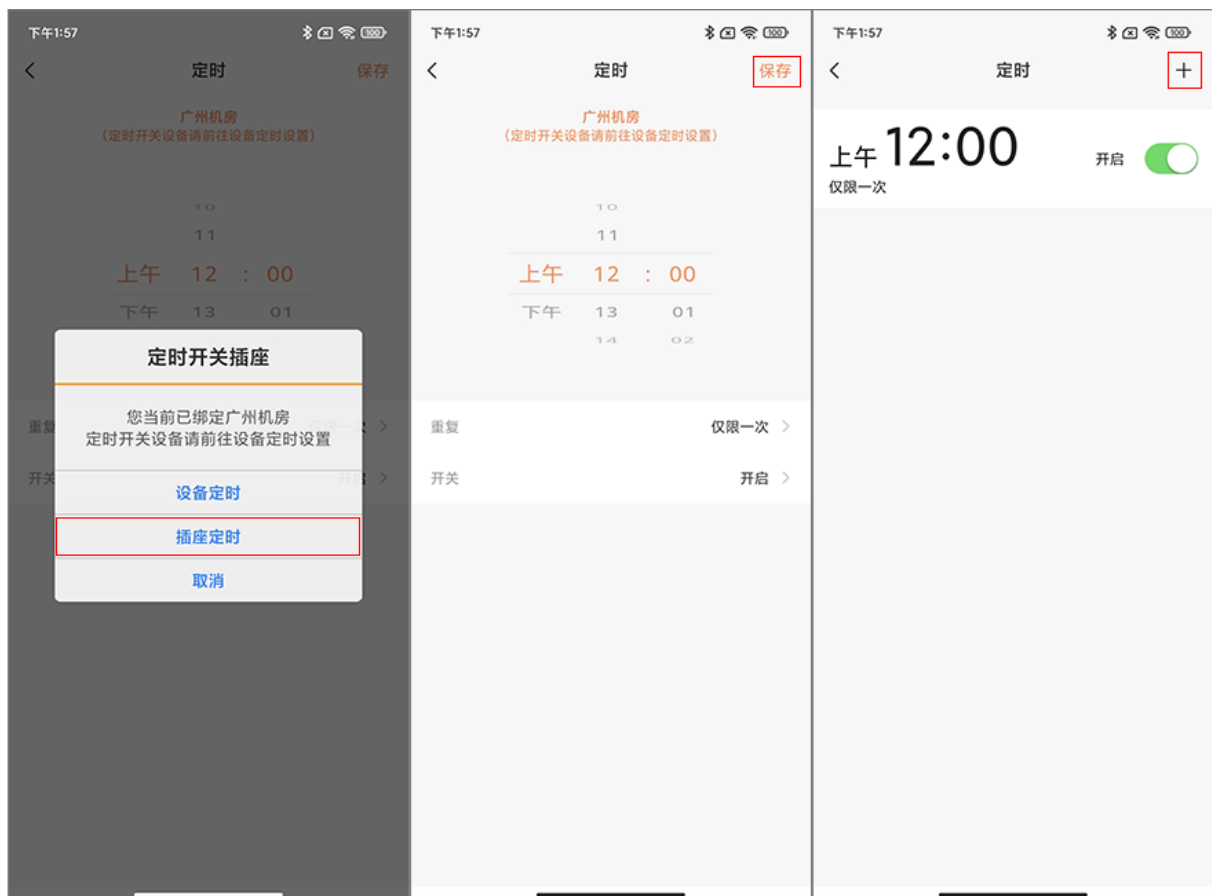 下午1:57
100
定时
保存
广州机房
(定时开关设备请前往设备定时设置)
10
11
上午 12 : 00
下午 13 01
定时开关插座
您当前已绑定广州机房
定时开关设备请前往设备定时设置
重复
开关
设备定时
插座定时
取消
下午1:57
100
定时
保存
广州机房
(定时开关设备请前往设备定时设置)
10
11
上午 12 : 00
下午 13 01
14 02
重复 仅限一次
开关 开启
下午1:57
100
定时
+
上午 12:00
开启
仅限一次